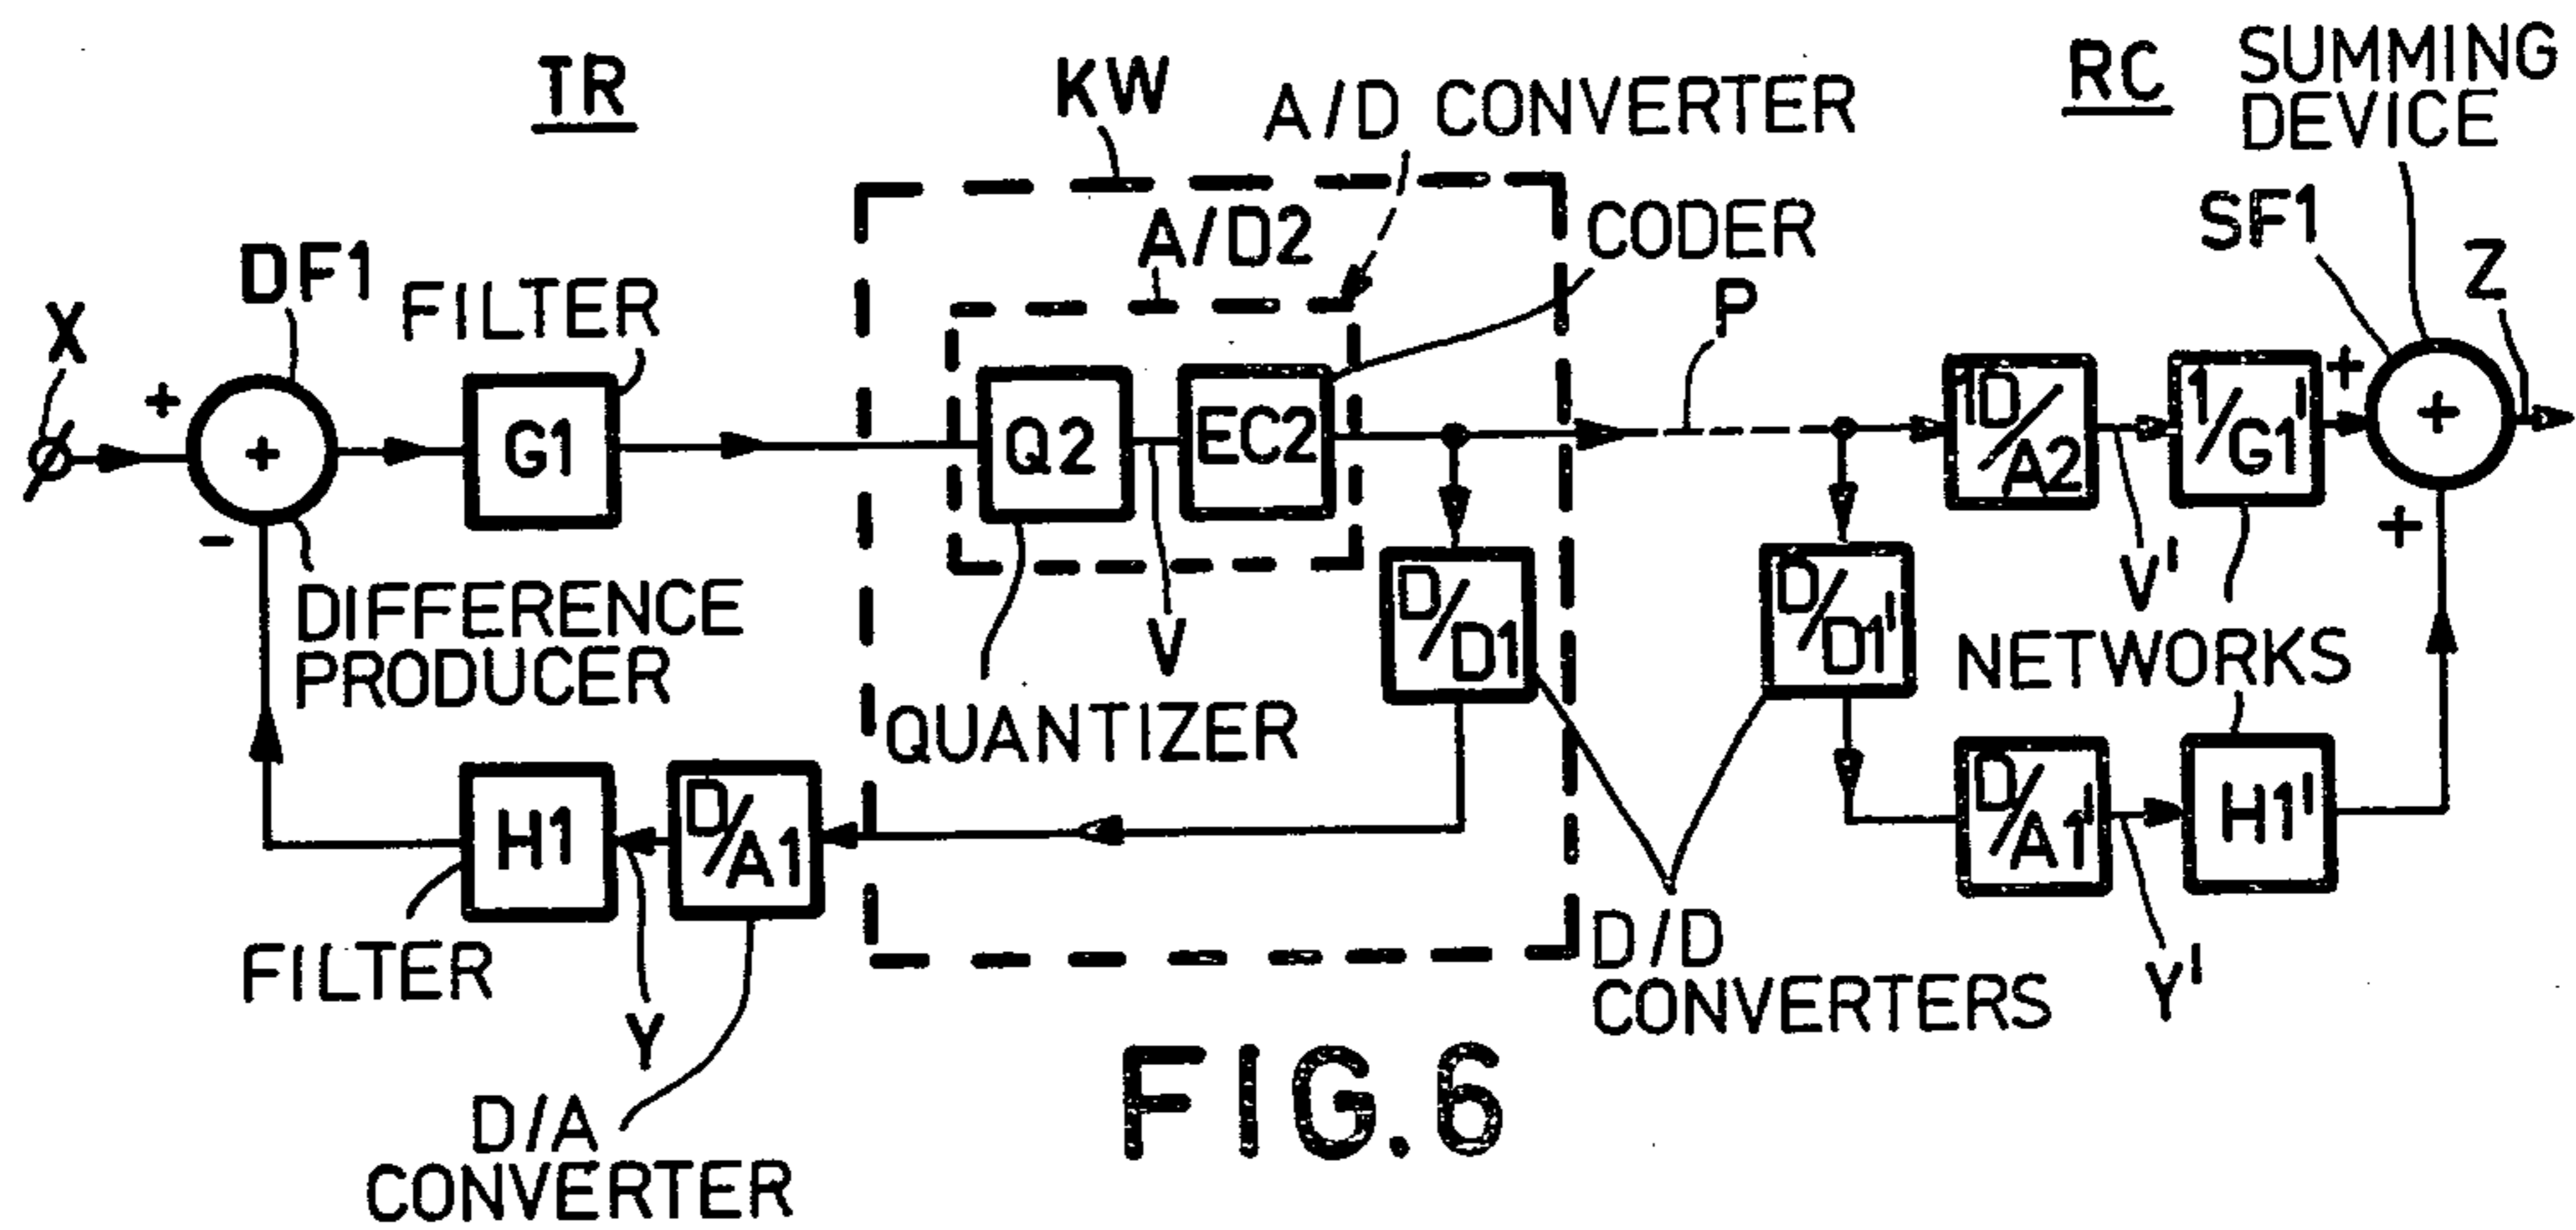 TR
KW
A/D CONVERTER
RC
SUMMING
DEVICE
X
DF1
FILTER
A/D2
CODER
P
SF1
Z
+
+
-
G1
Q2
EC2
1D/A2
1/G1'
+
+
+
DIFFERENCE
PRODUCER
V
D/D1
D/D1'
V'
NETWORKS
QUANTIZER
H1
D/A1
D/A1'
H1'
FILTER
Y
D/D
CONVERTERS
Y'
D/A
CONVERTER
FIG.6